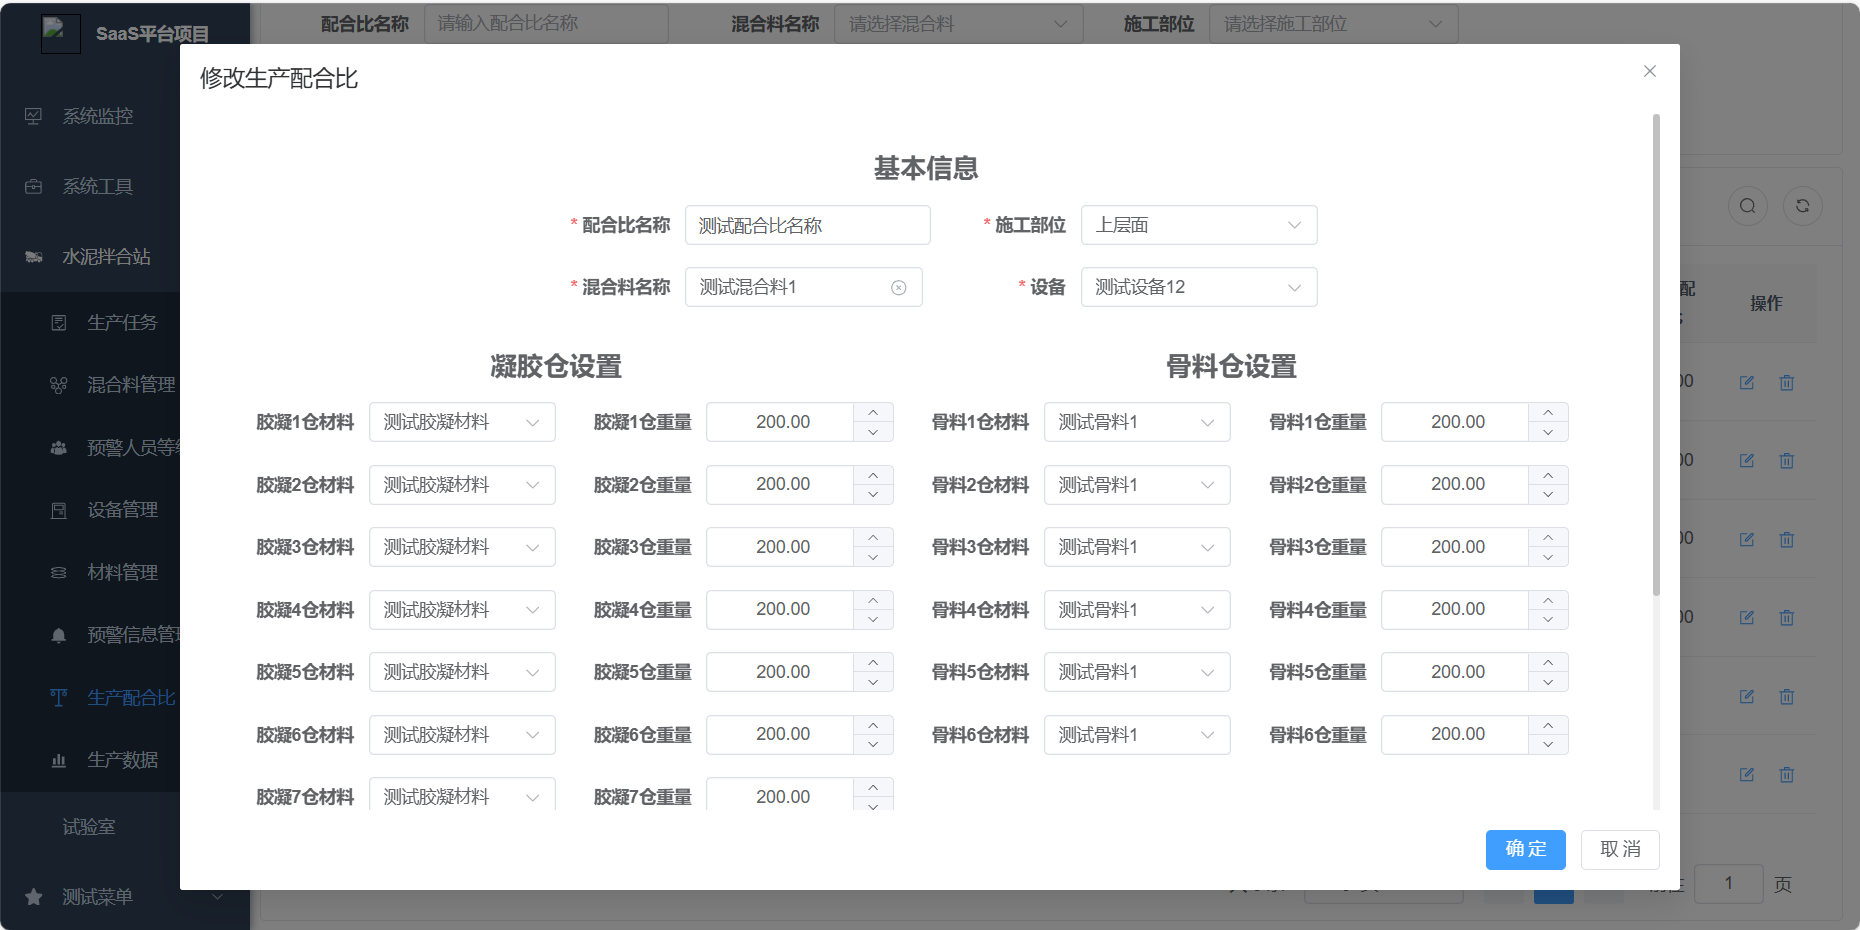 SaaS平台项目
配合比名称 请输入配合比名称 混合料名称 请选择混合料 施工部位 请选择施工部位
系统监控
系统工具
水泥拌合站
生产任务
混合料管理
预警人员等
设备管理
材料管理
预警信息管
生产配合比
生产数据
试验室
测试菜单
修改生产配合比
基本信息
* 配合比名称 测试配合比名称 * 施工部位 上层面
* 混合料名称 测试混合料1 * 设备 测试设备12
凝胶仓设置 骨料仓设置
胶凝1仓材料 测试胶凝材料 胶凝1仓重量 200.00 骨料1仓材料 测试骨料1 骨料1仓重量 200.00
胶凝2仓材料 测试胶凝材料 胶凝2仓重量 200.00 骨料2仓材料 测试骨料1 骨料2仓重量 200.00
胶凝3仓材料 测试胶凝材料 胶凝3仓重量 200.00 骨料3仓材料 测试骨料1 骨料3仓重量 200.00
胶凝4仓材料 测试胶凝材料 胶凝4仓重量 200.00 骨料4仓材料 测试骨料1 骨料4仓重量 200.00
胶凝5仓材料 测试胶凝材料 胶凝5仓重量 200.00 骨料5仓材料 测试骨料1 骨料5仓重量 200.00
胶凝6仓材料 测试胶凝材料 胶凝6仓重量 200.00 骨料6仓材料 测试骨料1 骨料6仓重量 200.00
胶凝7仓材料 测试胶凝材料 胶凝7仓重量 200.00
确 定 取 消
配 操作
00
00
00
00
前往 1 页